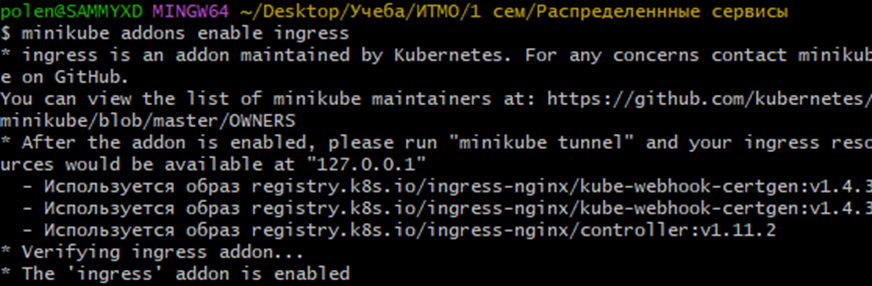 polen@SAMMYXD MINGW64 ~/Desktop/Учеба/ИТМО/1 сем/Распределеннные сервисы
$ minikube addons enable ingress
* ingress is an addon maintained by Kubernetes. For any concerns contact minikub
e on GitHub.
You can view the list of minikube maintainers at: https://github.com/kubernetes/
minikube/blob/master/OWNERS
* After the addon is enabled, please run "minikube tunnel" and your ingress reso
urces would be available at "127.0.0.1"
  - Используется образ registry.k8s.io/ingress-nginx/kube-webhook-certgen:v1.4.3
  - Используется образ registry.k8s.io/ingress-nginx/kube-webhook-certgen:v1.4.3
  - Используется образ registry.k8s.io/ingress-nginx/controller:v1.11.2
* Verifying ingress addon...
* The 'ingress' addon is enabled